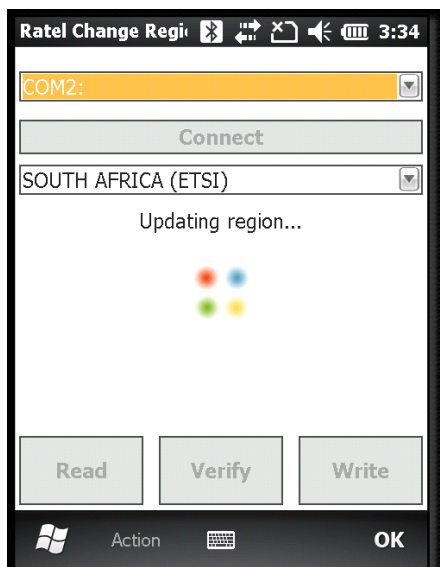 Ratel Change Regi 3:34
COM2:
Connect
SOUTH AFRICA (ETSI)
Updating region...
Read Verify Write
Action OK